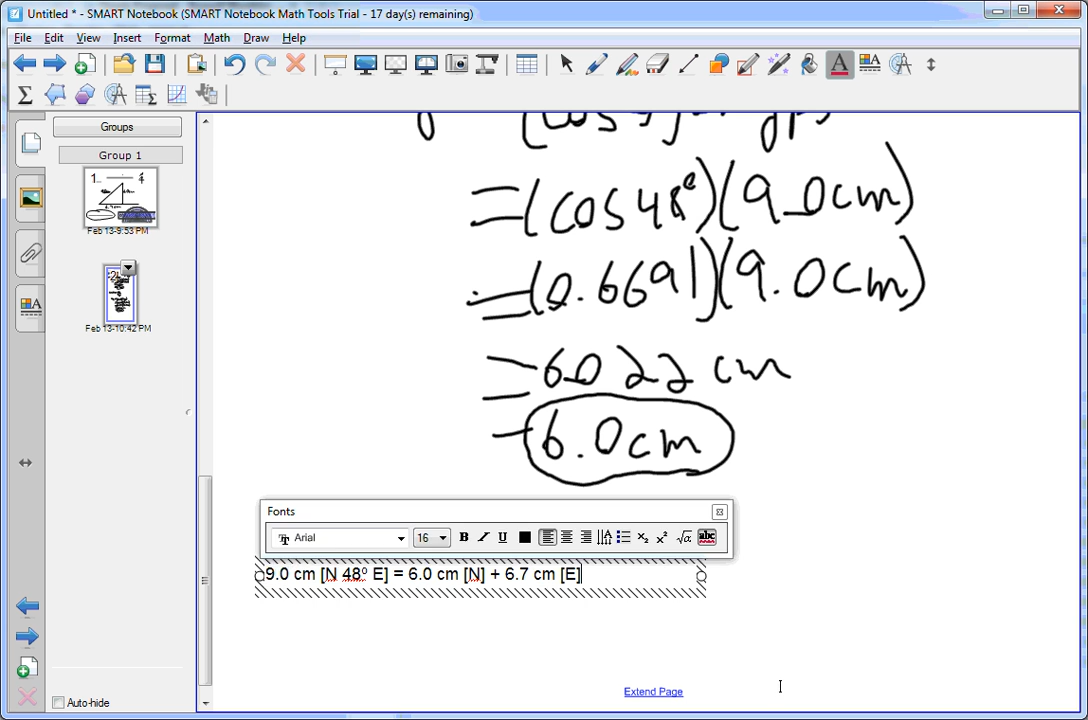 Untitled * - SMART Notebook (SMART Notebook Math Tools Trial - 17 day(s) remaining)
File Edit View Insert Format Math Draw Help
Groups
Group 1
Feb 13-9:53 PM
Feb 13-10:42 PM
=(cos48°)(9.0cm)
=(0.6691)(9.0cm)
=6.022 cm
=6.0cm
Fonts
Arial 16
9.0 cm [N 48° E] = 6.0 cm [N] + 6.7 cm [E]
Extend Page
Auto-hide